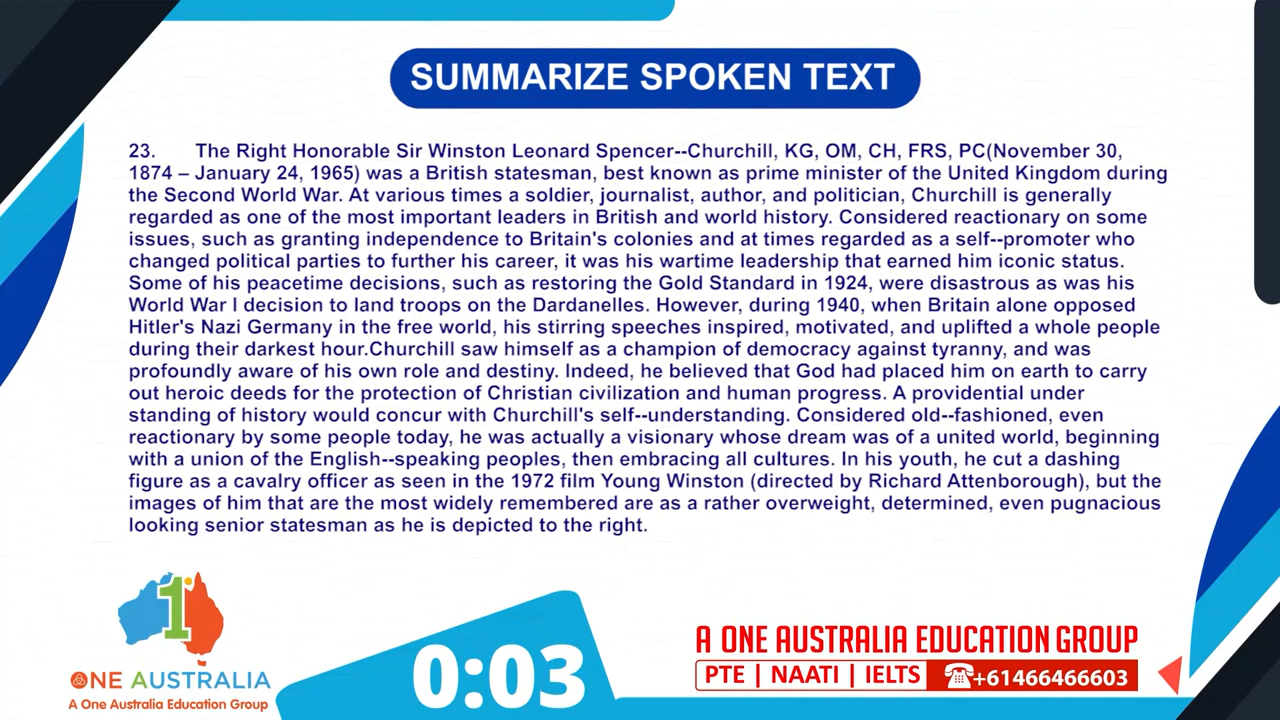 SUMMARIZE SPOKEN TEXT
23. The Right Honorable Sir Winston Leonard Spencer--Churchill, KG, OM, CH, FRS, PC(November 30,
1874 – January 24, 1965) was a British statesman, best known as prime minister of the United Kingdom during
the Second World War. At various times a soldier, journalist, author, and politician, Churchill is generally
regarded as one of the most important leaders in British and world history. Considered reactionary on some
issues, such as granting independence to Britain's colonies and at times regarded as a self--promoter who
changed political parties to further his career, it was his wartime leadership that earned him iconic status.
Some of his peacetime decisions, such as restoring the Gold Standard in 1924, were disastrous as was his
World War I decision to land troops on the Dardanelles. However, during 1940, when Britain alone opposed
Hitler's Nazi Germany in the free world, his stirring speeches inspired, motivated, and uplifted a whole people
during their darkest hour.Churchill saw himself as a champion of democracy against tyranny, and was
profoundly aware of his own role and destiny. Indeed, he believed that God had placed him on earth to carry
out heroic deeds for the protection of Christian civilization and human progress. A providential under
standing of history would concur with Churchill's self--understanding. Considered old--fashioned, even
reactionary by some people today, he was actually a visionary whose dream was of a united world, beginning
with a union of the English--speaking peoples, then embracing all cultures. In his youth, he cut a dashing
figure as a cavalry officer as seen in the 1972 film Young Winston (directed by Richard Attenborough), but the
images of him that are the most widely remembered are as a rather overweight, determined, even pugnacious
looking senior statesman as he is depicted to the right.
1
ONE AUSTRALIA
A One Australia Education Group
0:03
A ONE AUSTRALIA EDUCATION GROUP
PTE | NAATI | IELTS +61466466603